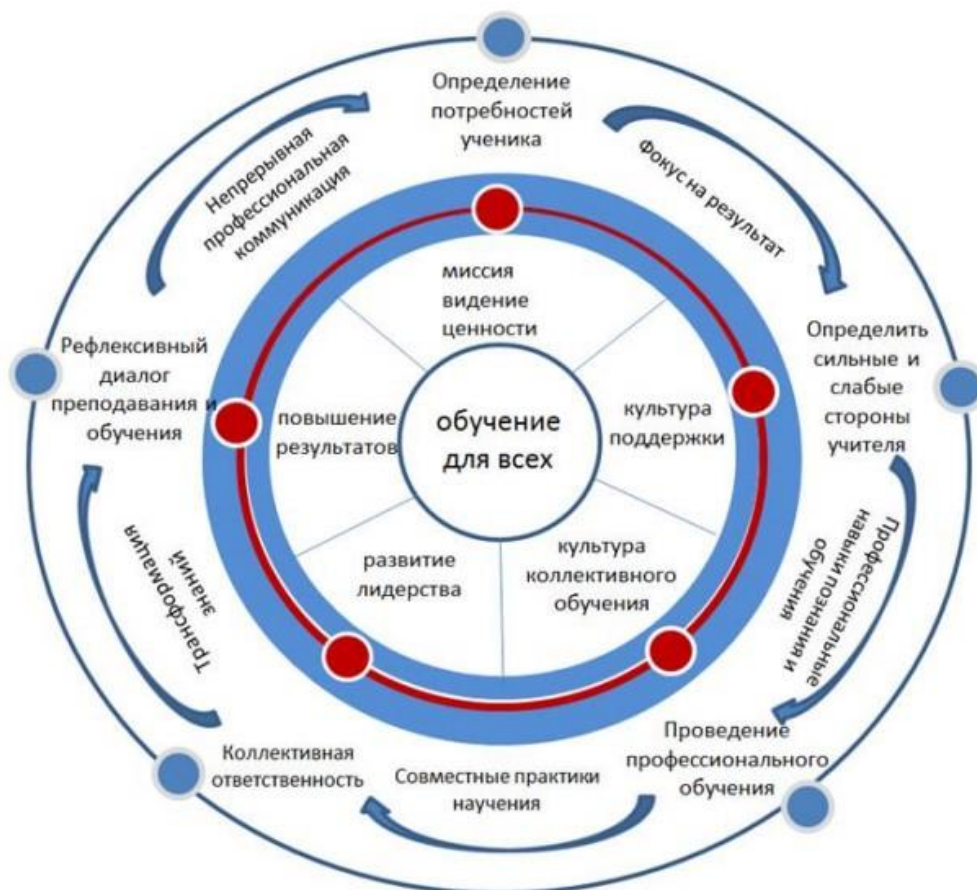 Определение
потребностей
ученика
Фокус на результат
Определить
сильные и
слабые
стороны
учителя
Профессиональные
навыки познания и
обучения
Проведение
профессионального
обучения
Совместные практики
научения
Коллективная
ответственность
Трансформация
знаний
Рефлексивный
диалог
преподавания и
обучения
Непрерывная
профессиональная
коммуникация
миссия
видение
ценности
культура
поддержки
культура
коллективного
обучения
развитие
лидерства
повышение
результатов
обучение
для всех